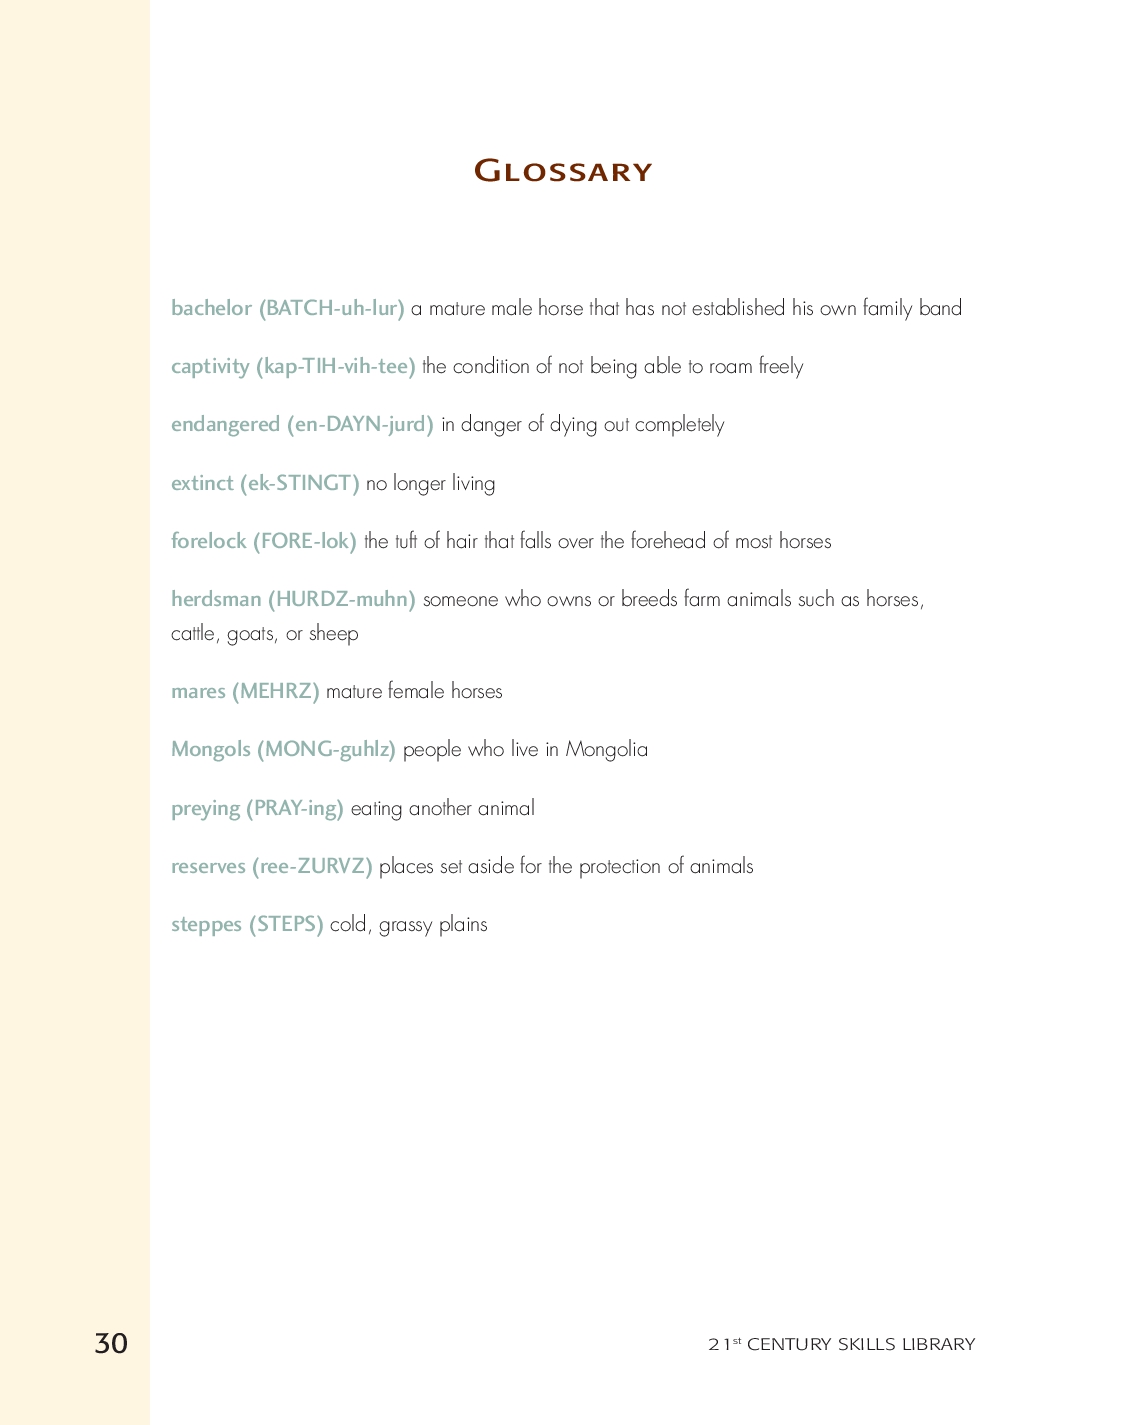 GLOSSARY
bachelor (BATCH-uh-lur) a mature male horse that has not established his own family band
captivity (kap-TIH-vih-tee) the condition of not being able to roam freely
endangered (en-DAYN-jurd) in danger of dying out completely
extinct (ek-STINGT) no longer living
forelock (FORE-lok) the tuft of hair that falls over the forehead of most horses
herdsman (HURDZ-muhn) someone who owns or breeds farm animals such as horses,
cattle, goats, or sheep
mares (MEHRZ) mature female horses
Mongols (MONG-guhlz) people who live in Mongolia
preying (PRAY-ing) eating another animal
reserves (ree-ZURVZ) places set aside for the protection of animals
steppes (STEPS) cold, grassy plains
30 21st CENTURY SKILLS LIBRARY